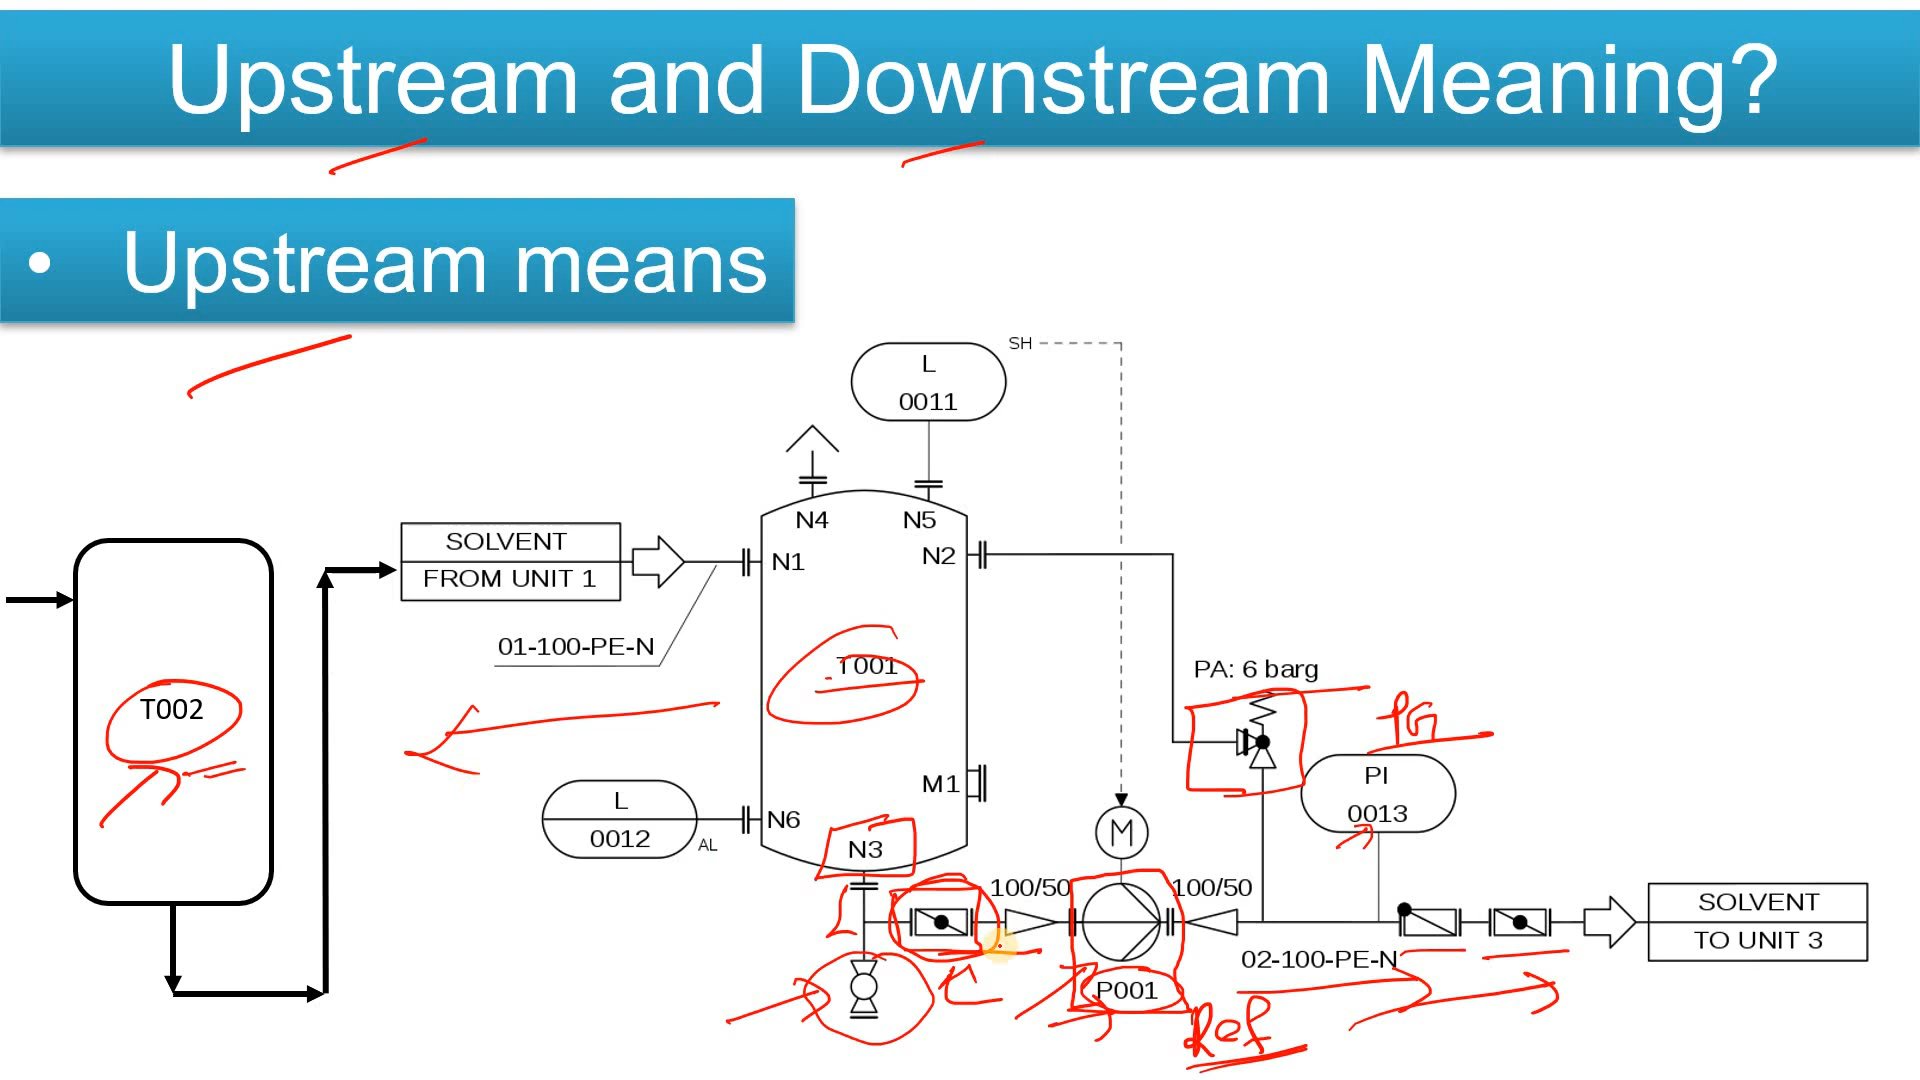 Upstream and Downstream Meaning?
• Upstream means
L
0011
SH
N4
N5
SOLVENT
FROM UNIT 1
N1
N2
01-100-PE-N
T001
PA: 6 barg
PG
T002
M1
PI
0013
L
0012
AL
N6
N3
M
100/50
100/50
SOLVENT
TO UNIT 3
02-100-PE-N
P001
Ref